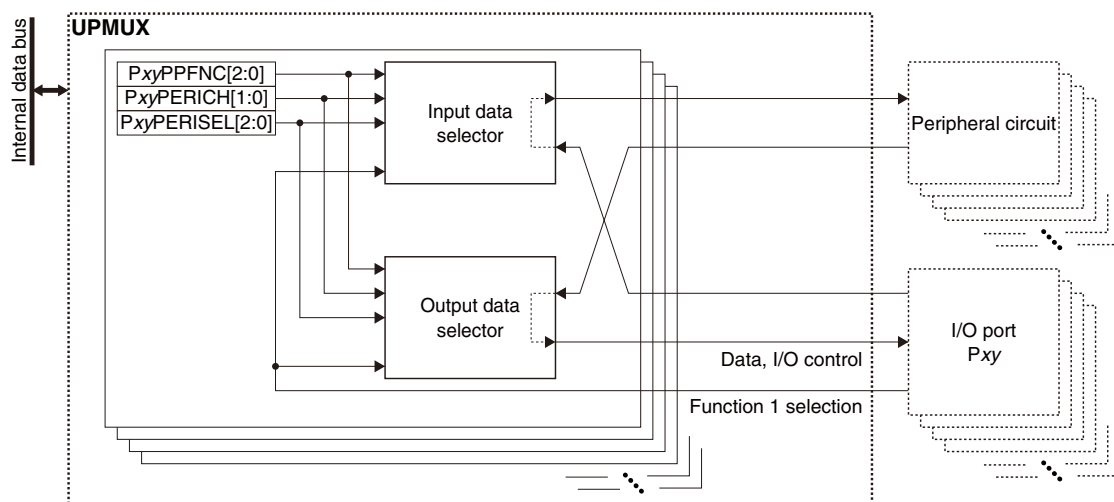 UPMUX
Internal data bus
PxyPPFNC[2:0]
PxyPERICH[1:0]
PxyPERISEL[2:0]
Input data
selector
Peripheral circuit
Output data
selector
I/O port
Pxy
Data, I/O control
Function 1 selection